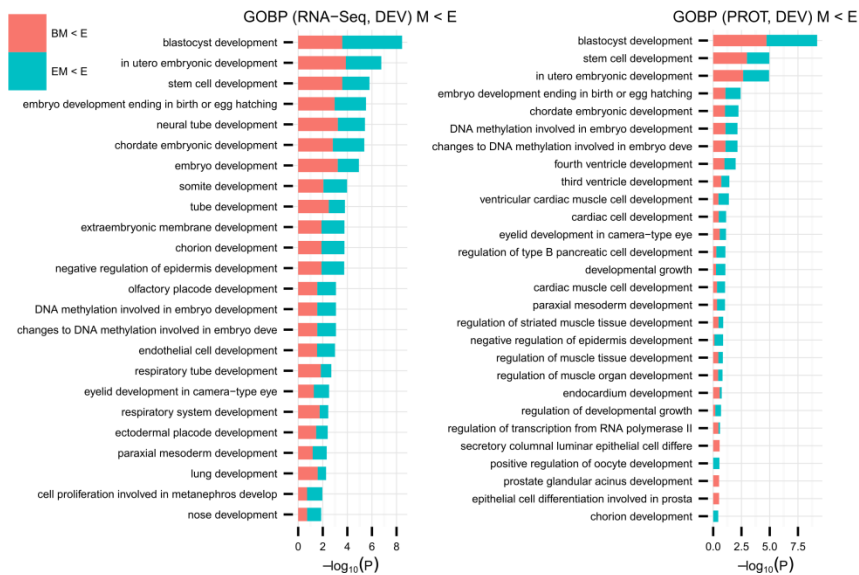 BM < E
EM < E
GOBP (RNA−Seq, DEV) M < E
blastocyst development
in utero embryonic development
stem cell development
embryo development ending in birth or egg hatching
neural tube development
chordate embryonic development
embryo development
somite development
tube development
extraembryonic membrane development
chorion development
negative regulation of epidermis development
olfactory placode development
DNA methylation involved in embryo development
changes to DNA methylation involved in embryo deve
endothelial cell development
respiratory tube development
eyelid development in camera−type eye
respiratory system development
ectodermal placode development
paraxial mesoderm development
lung development
cell proliferation involved in metanephros develop
nose development
0 2 4 6 8
−log10(P)
GOBP (PROT, DEV) M < E
blastocyst development
stem cell development
in utero embryonic development
embryo development ending in birth or egg hatching
chordate embryonic development
DNA methylation involved in embryo development
changes to DNA methylation involved in embryo deve
fourth ventricle development
third ventricle development
ventricular cardiac muscle cell development
cardiac cell development
eyelid development in camera−type eye
regulation of type B pancreatic cell development
developmental growth
cardiac muscle cell development
paraxial mesoderm development
regulation of striated muscle tissue development
negative regulation of epidermis development
regulation of muscle tissue development
regulation of muscle organ development
endocardium development
regulation of developmental growth
regulation of transcription from RNA polymerase II
secretory columnal luminar epithelial cell differe
positive regulation of oocyte development
prostate glandular acinus development
epithelial cell differentiation involved in prosta
chorion development
0.0 2.5 5.0 7.5
−log10(P)